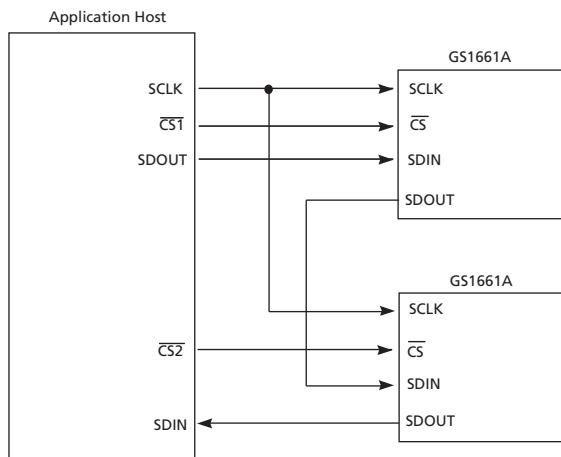 Application Host
SCLK
CS1
SDOUT
CS2
SDIN
GS1661A
SCLK
CS
SDIN
SDOUT
GS1661A
SCLK
CS
SDIN
SDOUT